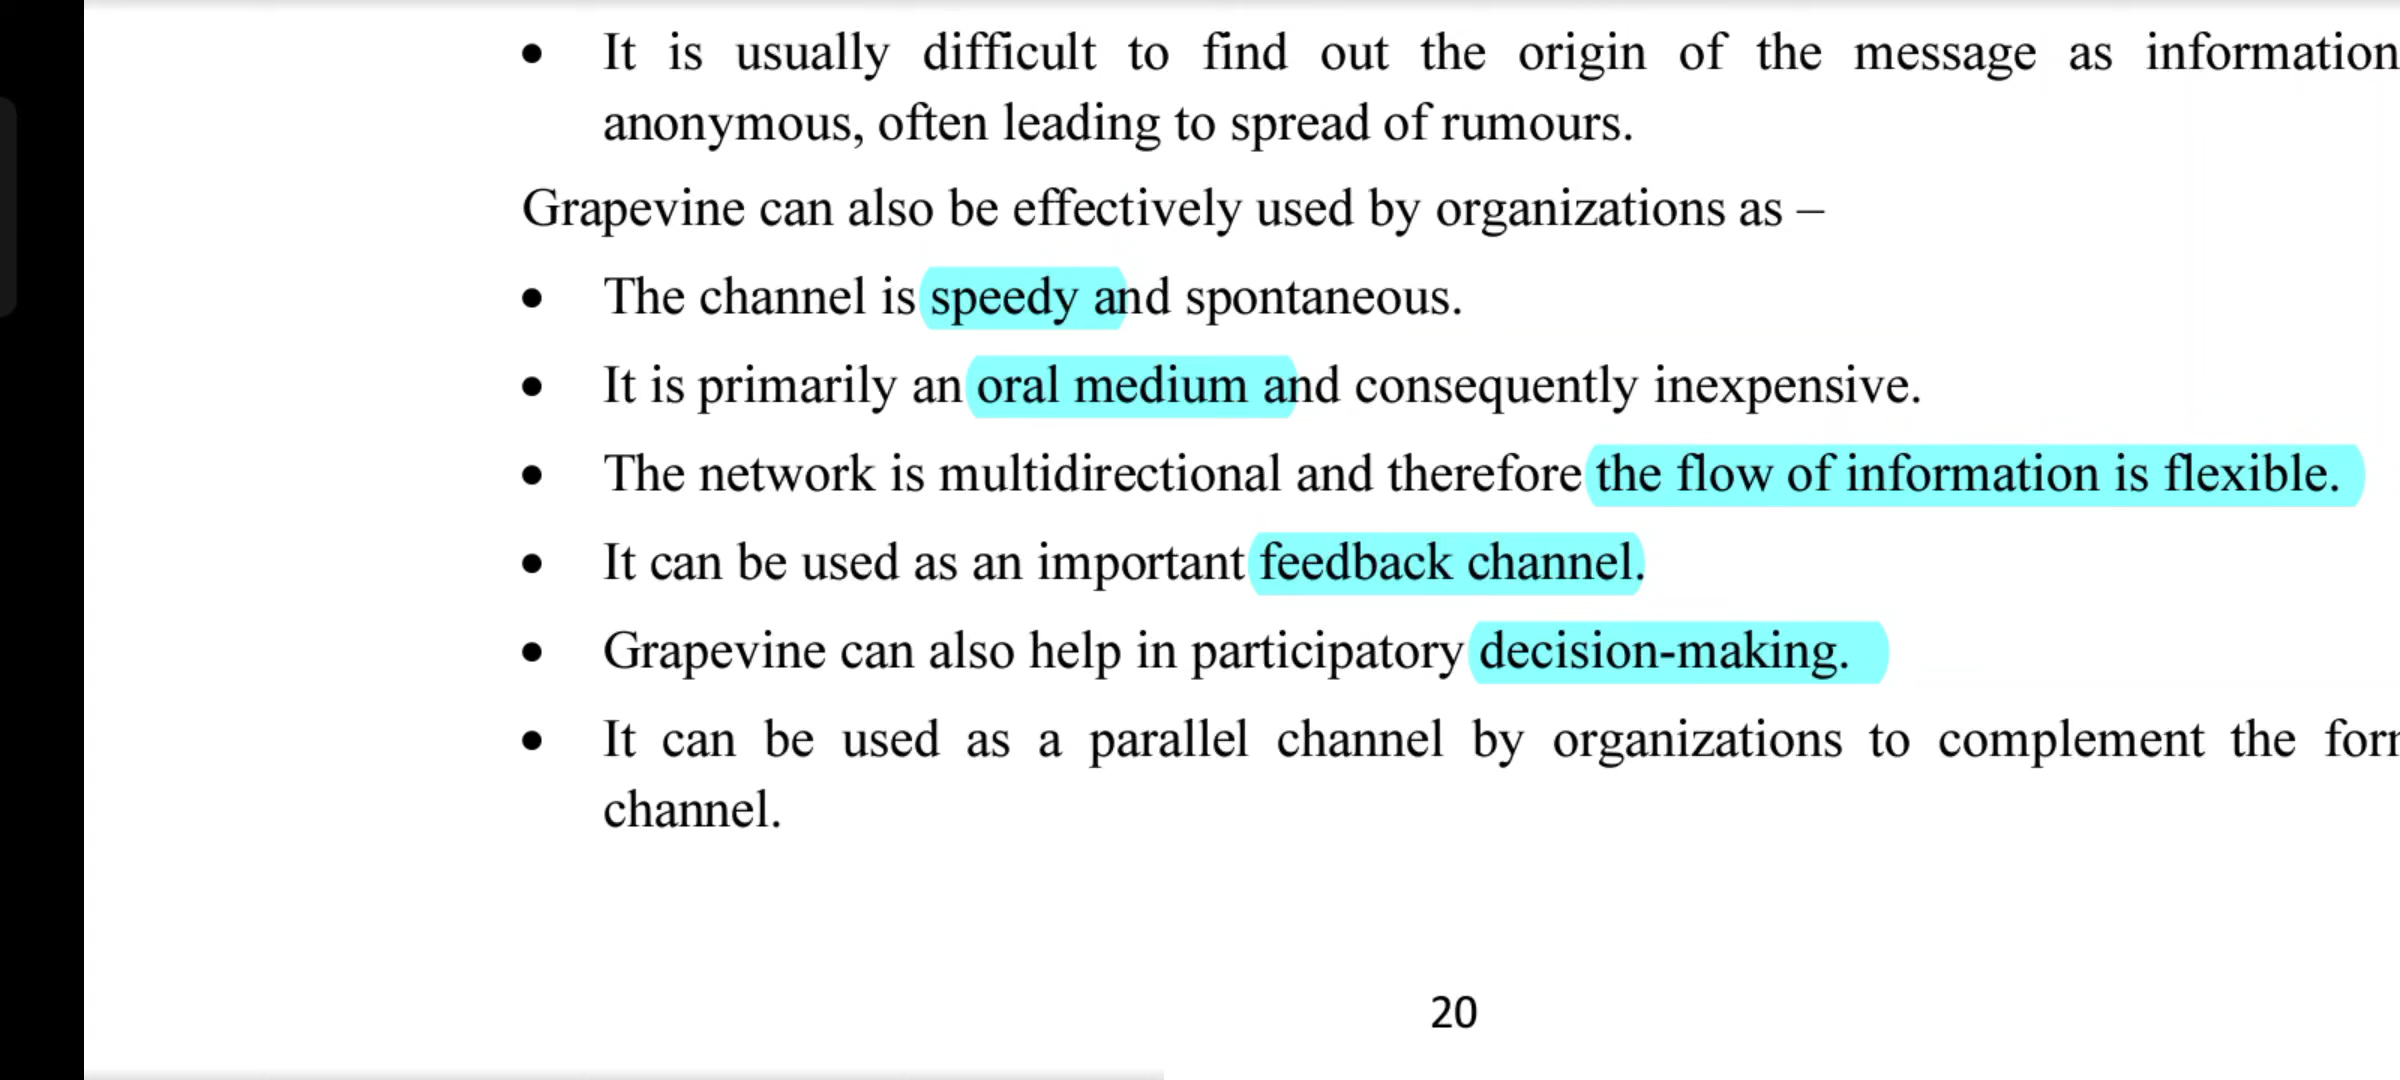 • It is usually difficult to find out the origin of the message as information
anonymous, often leading to spread of rumours.
Grapevine can also be effectively used by organizations as –
• The channel is speedy and spontaneous.
• It is primarily an oral medium and consequently inexpensive.
• The network is multidirectional and therefore the flow of information is flexible.
• It can be used as an important feedback channel.
• Grapevine can also help in participatory decision-making.
• It can be used as a parallel channel by organizations to complement the
channel.
20